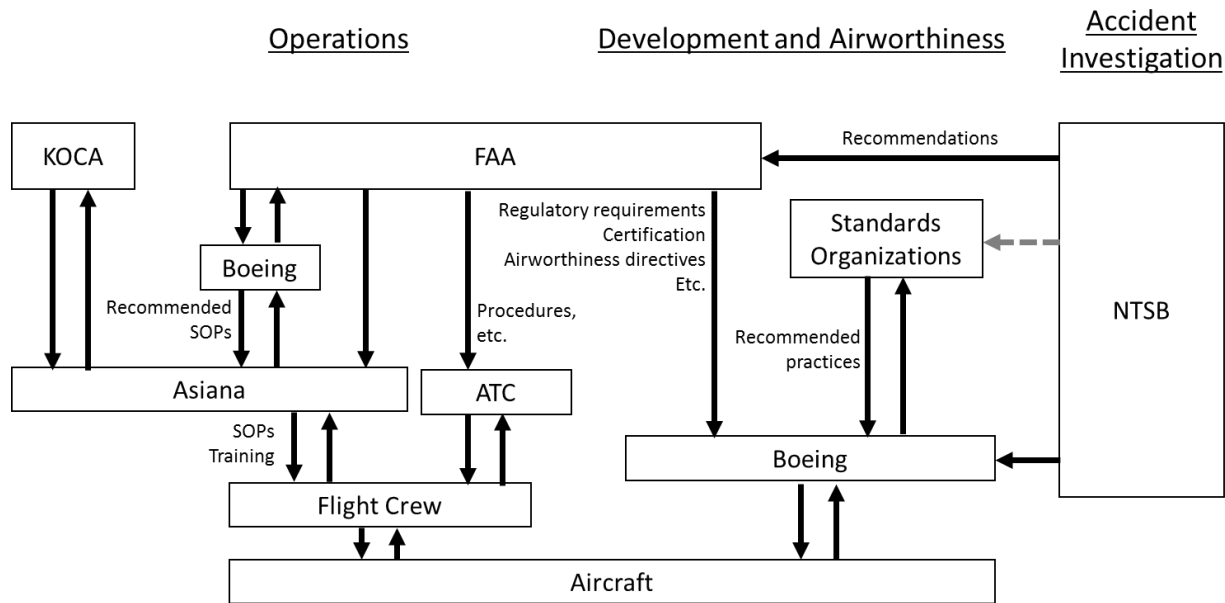 Operations
Development and Airworthiness
Accident
Investigation
KOCA
FAA
Recommendations
Regulatory requirements
Certification
Airworthiness directives
Etc.
Standards
Organizations
Boeing
Recommended
SOPs
Procedures,
etc.
NTSB
Recommended
practices
Asiana
ATC
SOPs
Training
Boeing
Flight Crew
Aircraft